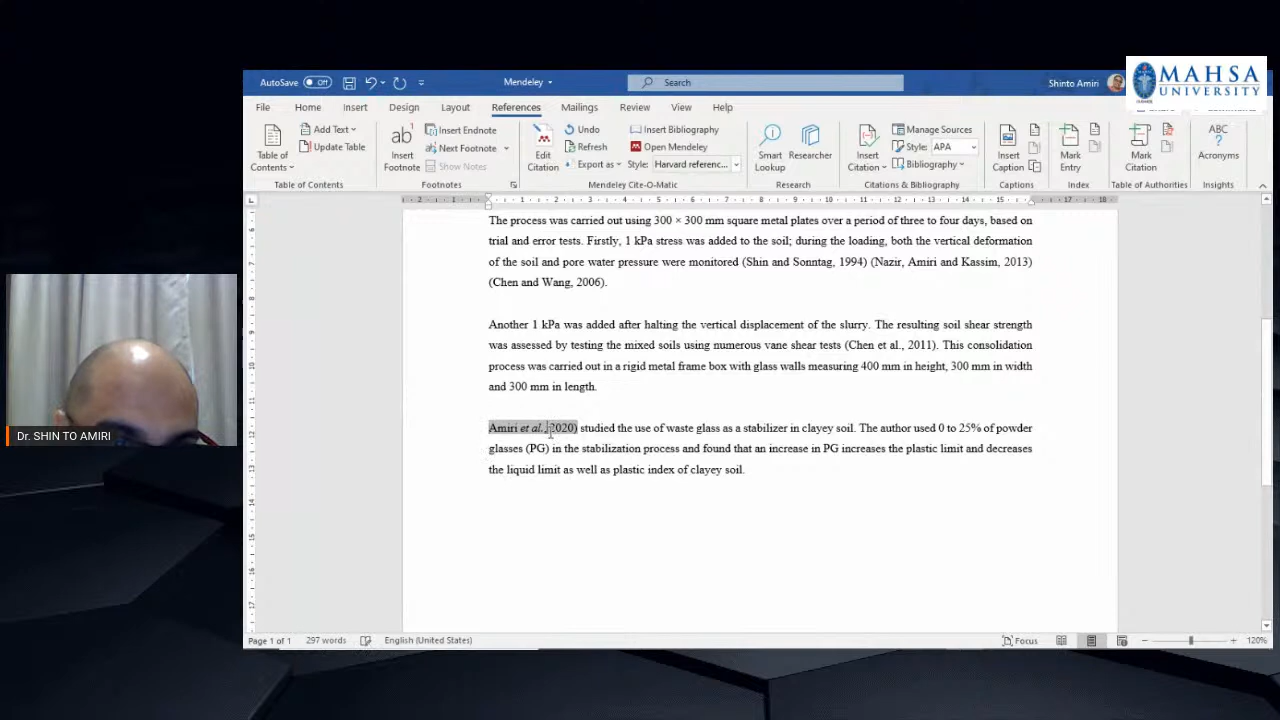 MAHSA
UNIVERSITY
AutoSave Off
Mendeley
Search
Shinto Amiri
File Home Insert Design Layout References Mailings Review View Help
Table of
Contents
Add Text
Update Table
Table of Contents
ab
Insert
Footnote
Insert Endnote
Next Footnote
Show Notes
Footnotes
Edit
Citation
Undo
Refresh
Export as
Insert Bibliography
Open Mendeley
Style: Harvard referenc...
Mendeley Cite-O-Matic
Smart
Lookup
Researcher
Research
Insert
Citation
Manage Sources
Style: APA
Bibliography
Citations & Bibliography
Insert
Caption
Captions
Mark
Entry
Index
Mark
Citation
Table of Authorities
ABC
?
Acronyms
Insights
The process was carried out using 300 × 300 mm square metal plates over a period of three to four days, based on
trial and error tests. Firstly, 1 kPa stress was added to the soil; during the loading, both the vertical deformation
of the soil and pore water pressure were monitored (Shin and Sonntag, 1994) (Nazir, Amiri and Kassim, 2013)
(Chen and Wang, 2006).
Another 1 kPa was added after halting the vertical displacement of the slurry. The resulting soil shear strength
was assessed by testing the mixed soils using numerous vane shear tests (Chen et al., 2011). This consolidation
process was carried out in a rigid metal frame box with glass walls measuring 400 mm in height, 300 mm in width
and 300 mm in length.
Amiri et al., 2020) studied the use of waste glass as a stabilizer in clayey soil. The author used 0 to 25% of powder
glasses (PG) in the stabilization process and found that an increase in PG increases the plastic limit and decreases
the liquid limit as well as plastic index of clayey soil.
Dr. SHIN TO AMIRI
Page 1 of 1 297 words English (United States) Focus 120%